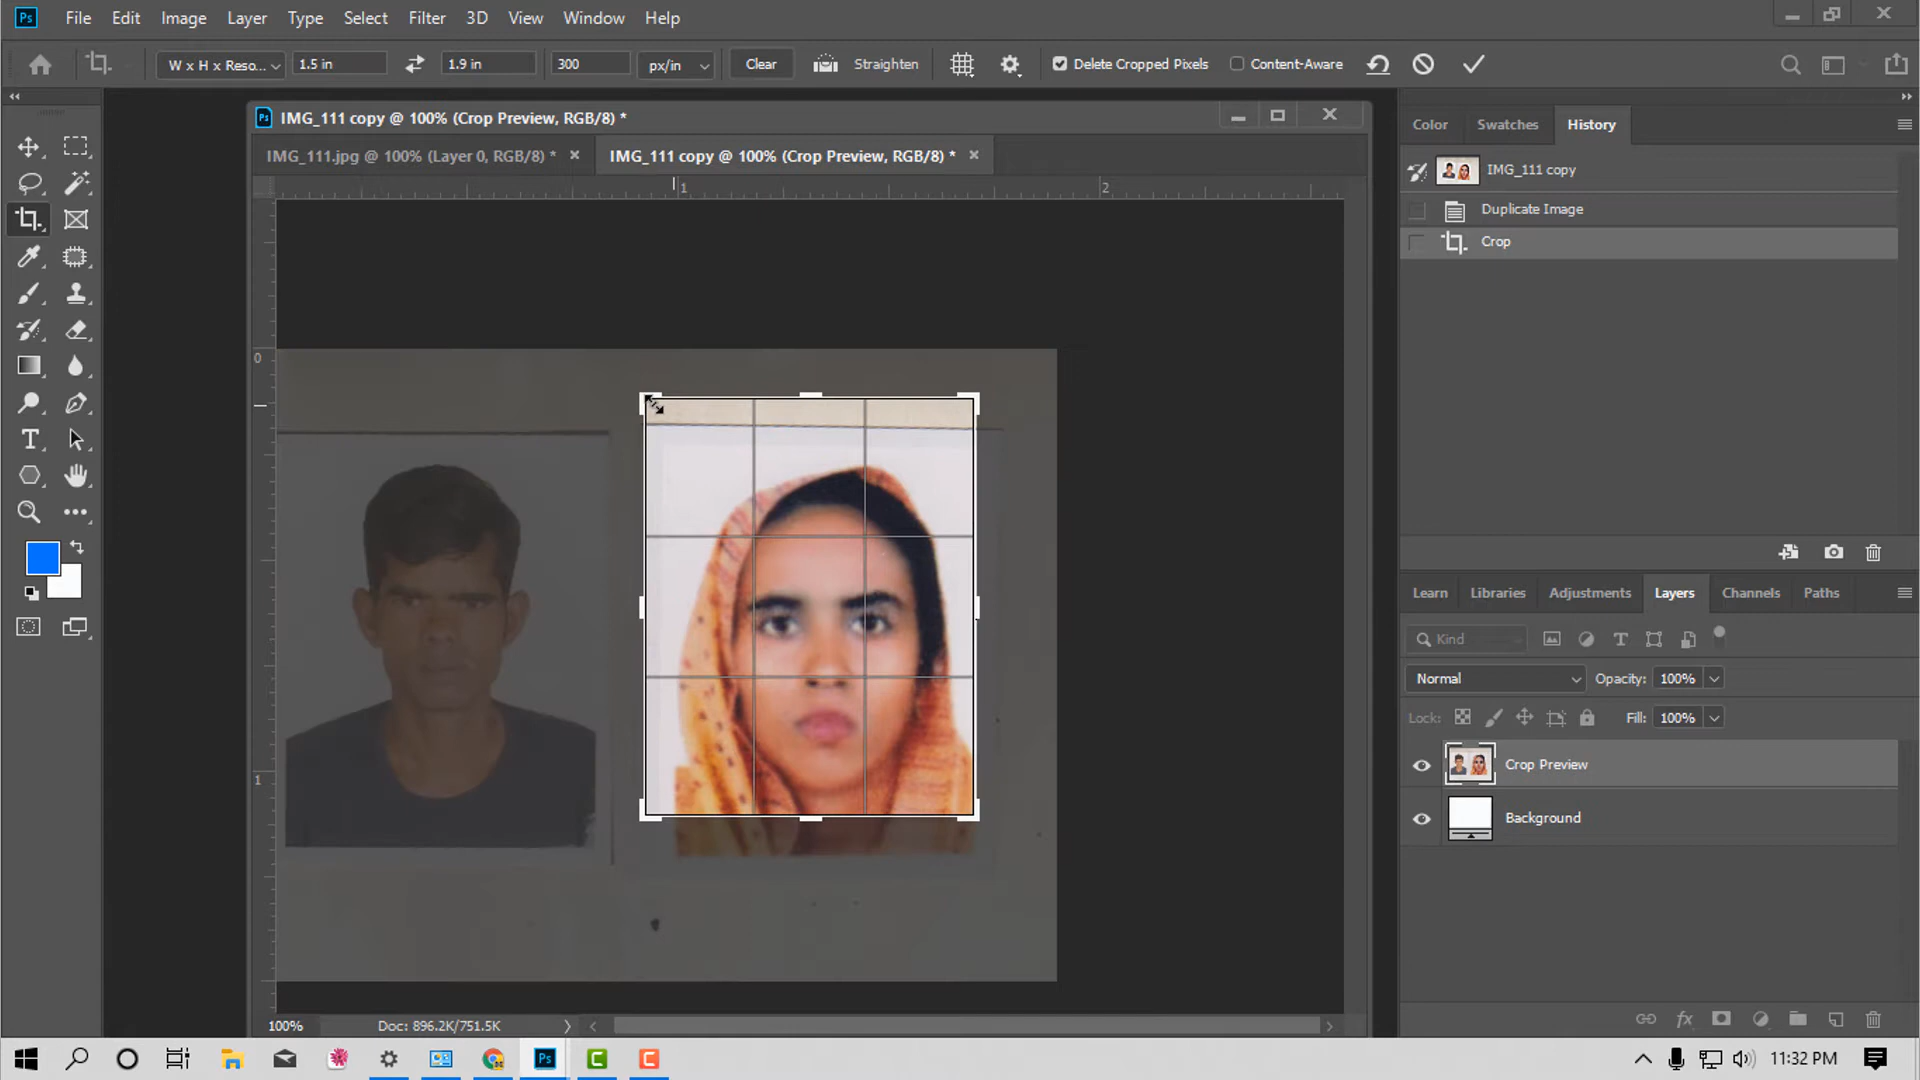 Ps File Edit Image Layer Type Select Filter 3D View Window Help
W x H x Reso... 1.5 in 1.9 in 300 px/in Clear Straighten Delete Cropped Pixels Content-Aware
Ps IMG_111 copy @ 100% (Crop Preview, RGB/8) *
IMG_111.jpg @ 100% (Layer 0, RGB/8) * IMG_111 copy @ 100% (Crop Preview, RGB/8) *
1 2
0
1
100% Doc: 896.2K/751.5K
Color Swatches History
IMG_111 copy
Duplicate Image
Crop
Learn Libraries Adjustments Layers Channels Paths
Kind
Normal Opacity: 100%
Lock: Fill: 100%
Crop Preview
Background
fx
Ps C C 11:32 PM